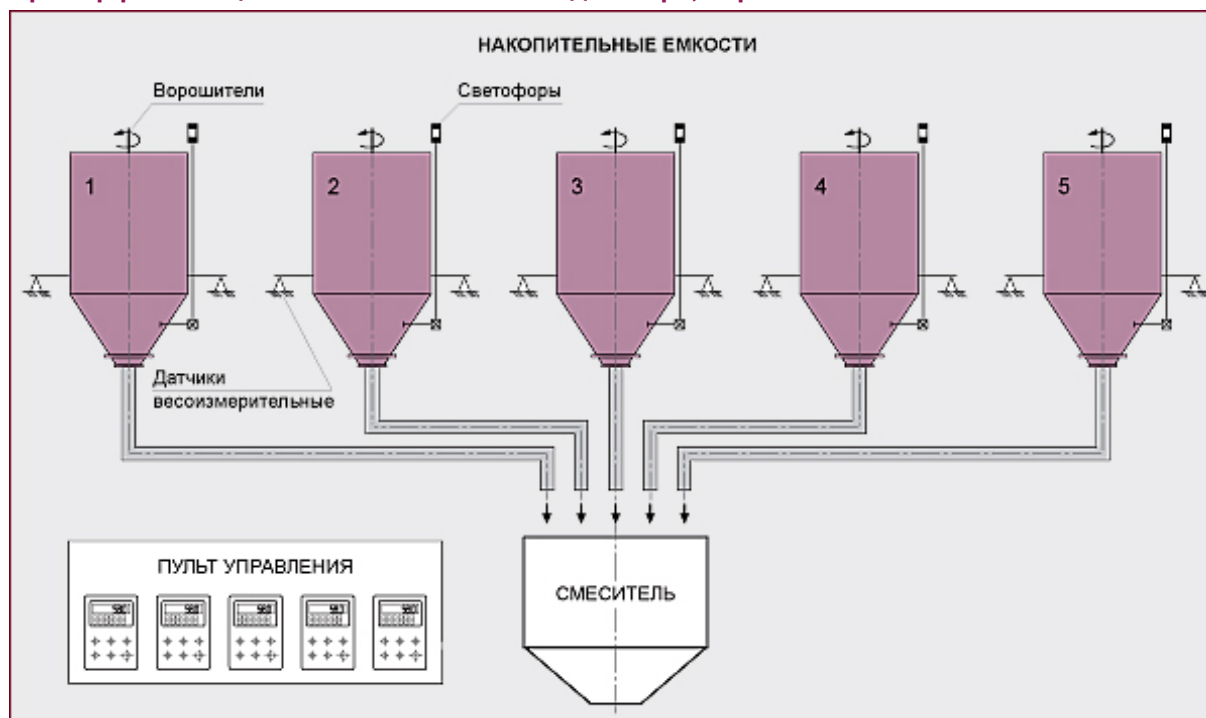 НАКОПИТЕЛЬНЫЕ ЕМКОСТИ
Ворошители
Светофоры
1
2
3
4
5
Датчики
весоизмерительные
ПУЛЬТ УПРАВЛЕНИЯ
СМЕСИТЕЛЬ